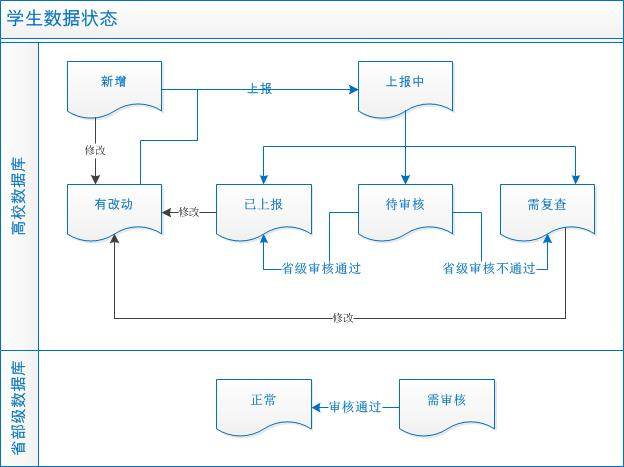 学生数据状态
高校数据库
新增
上报
上报中
修改
有改动
修改
已上报
待审核
需复查
省级审核通过
省级审核不通过
修改
省部级数据库
正常
审核通过
需审核